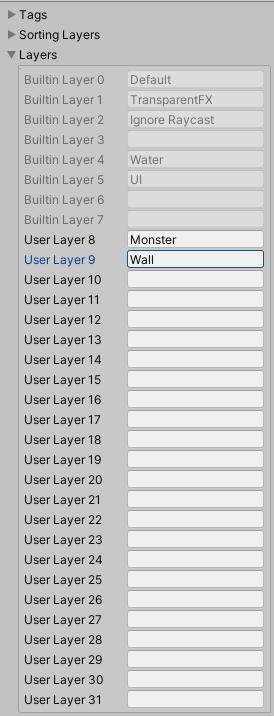 Tags
Sorting Layers
Layers
Builtin Layer 0 Default
Builtin Layer 1 TransparentFX
Builtin Layer 2 Ignore Raycast
Builtin Layer 3
Builtin Layer 4 Water
Builtin Layer 5 UI
Builtin Layer 6
Builtin Layer 7
User Layer 8 Monster
User Layer 9 Wall
User Layer 10
User Layer 11
User Layer 12
User Layer 13
User Layer 14
User Layer 15
User Layer 16
User Layer 17
User Layer 18
User Layer 19
User Layer 20
User Layer 21
User Layer 22
User Layer 23
User Layer 24
User Layer 25
User Layer 26
User Layer 27
User Layer 28
User Layer 29
User Layer 30
User Layer 31